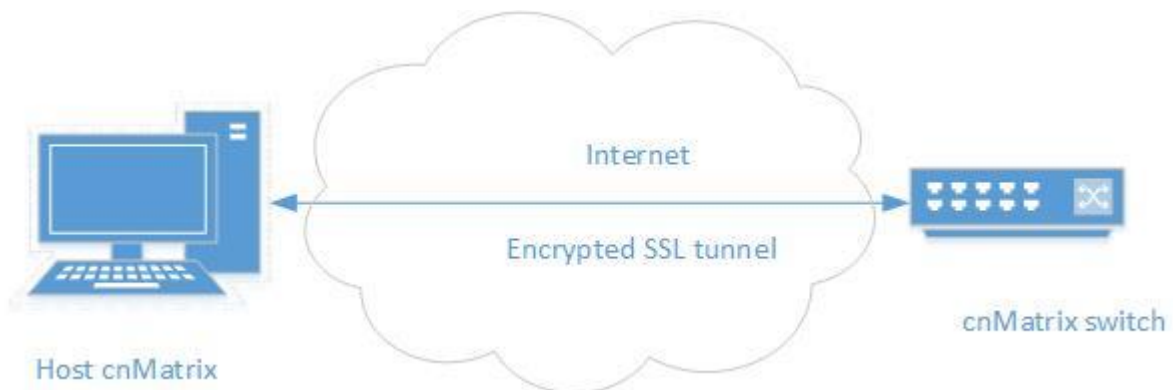 Internet
Encrypted SSL tunnel
cnMatrix switch
Host cnMatrix